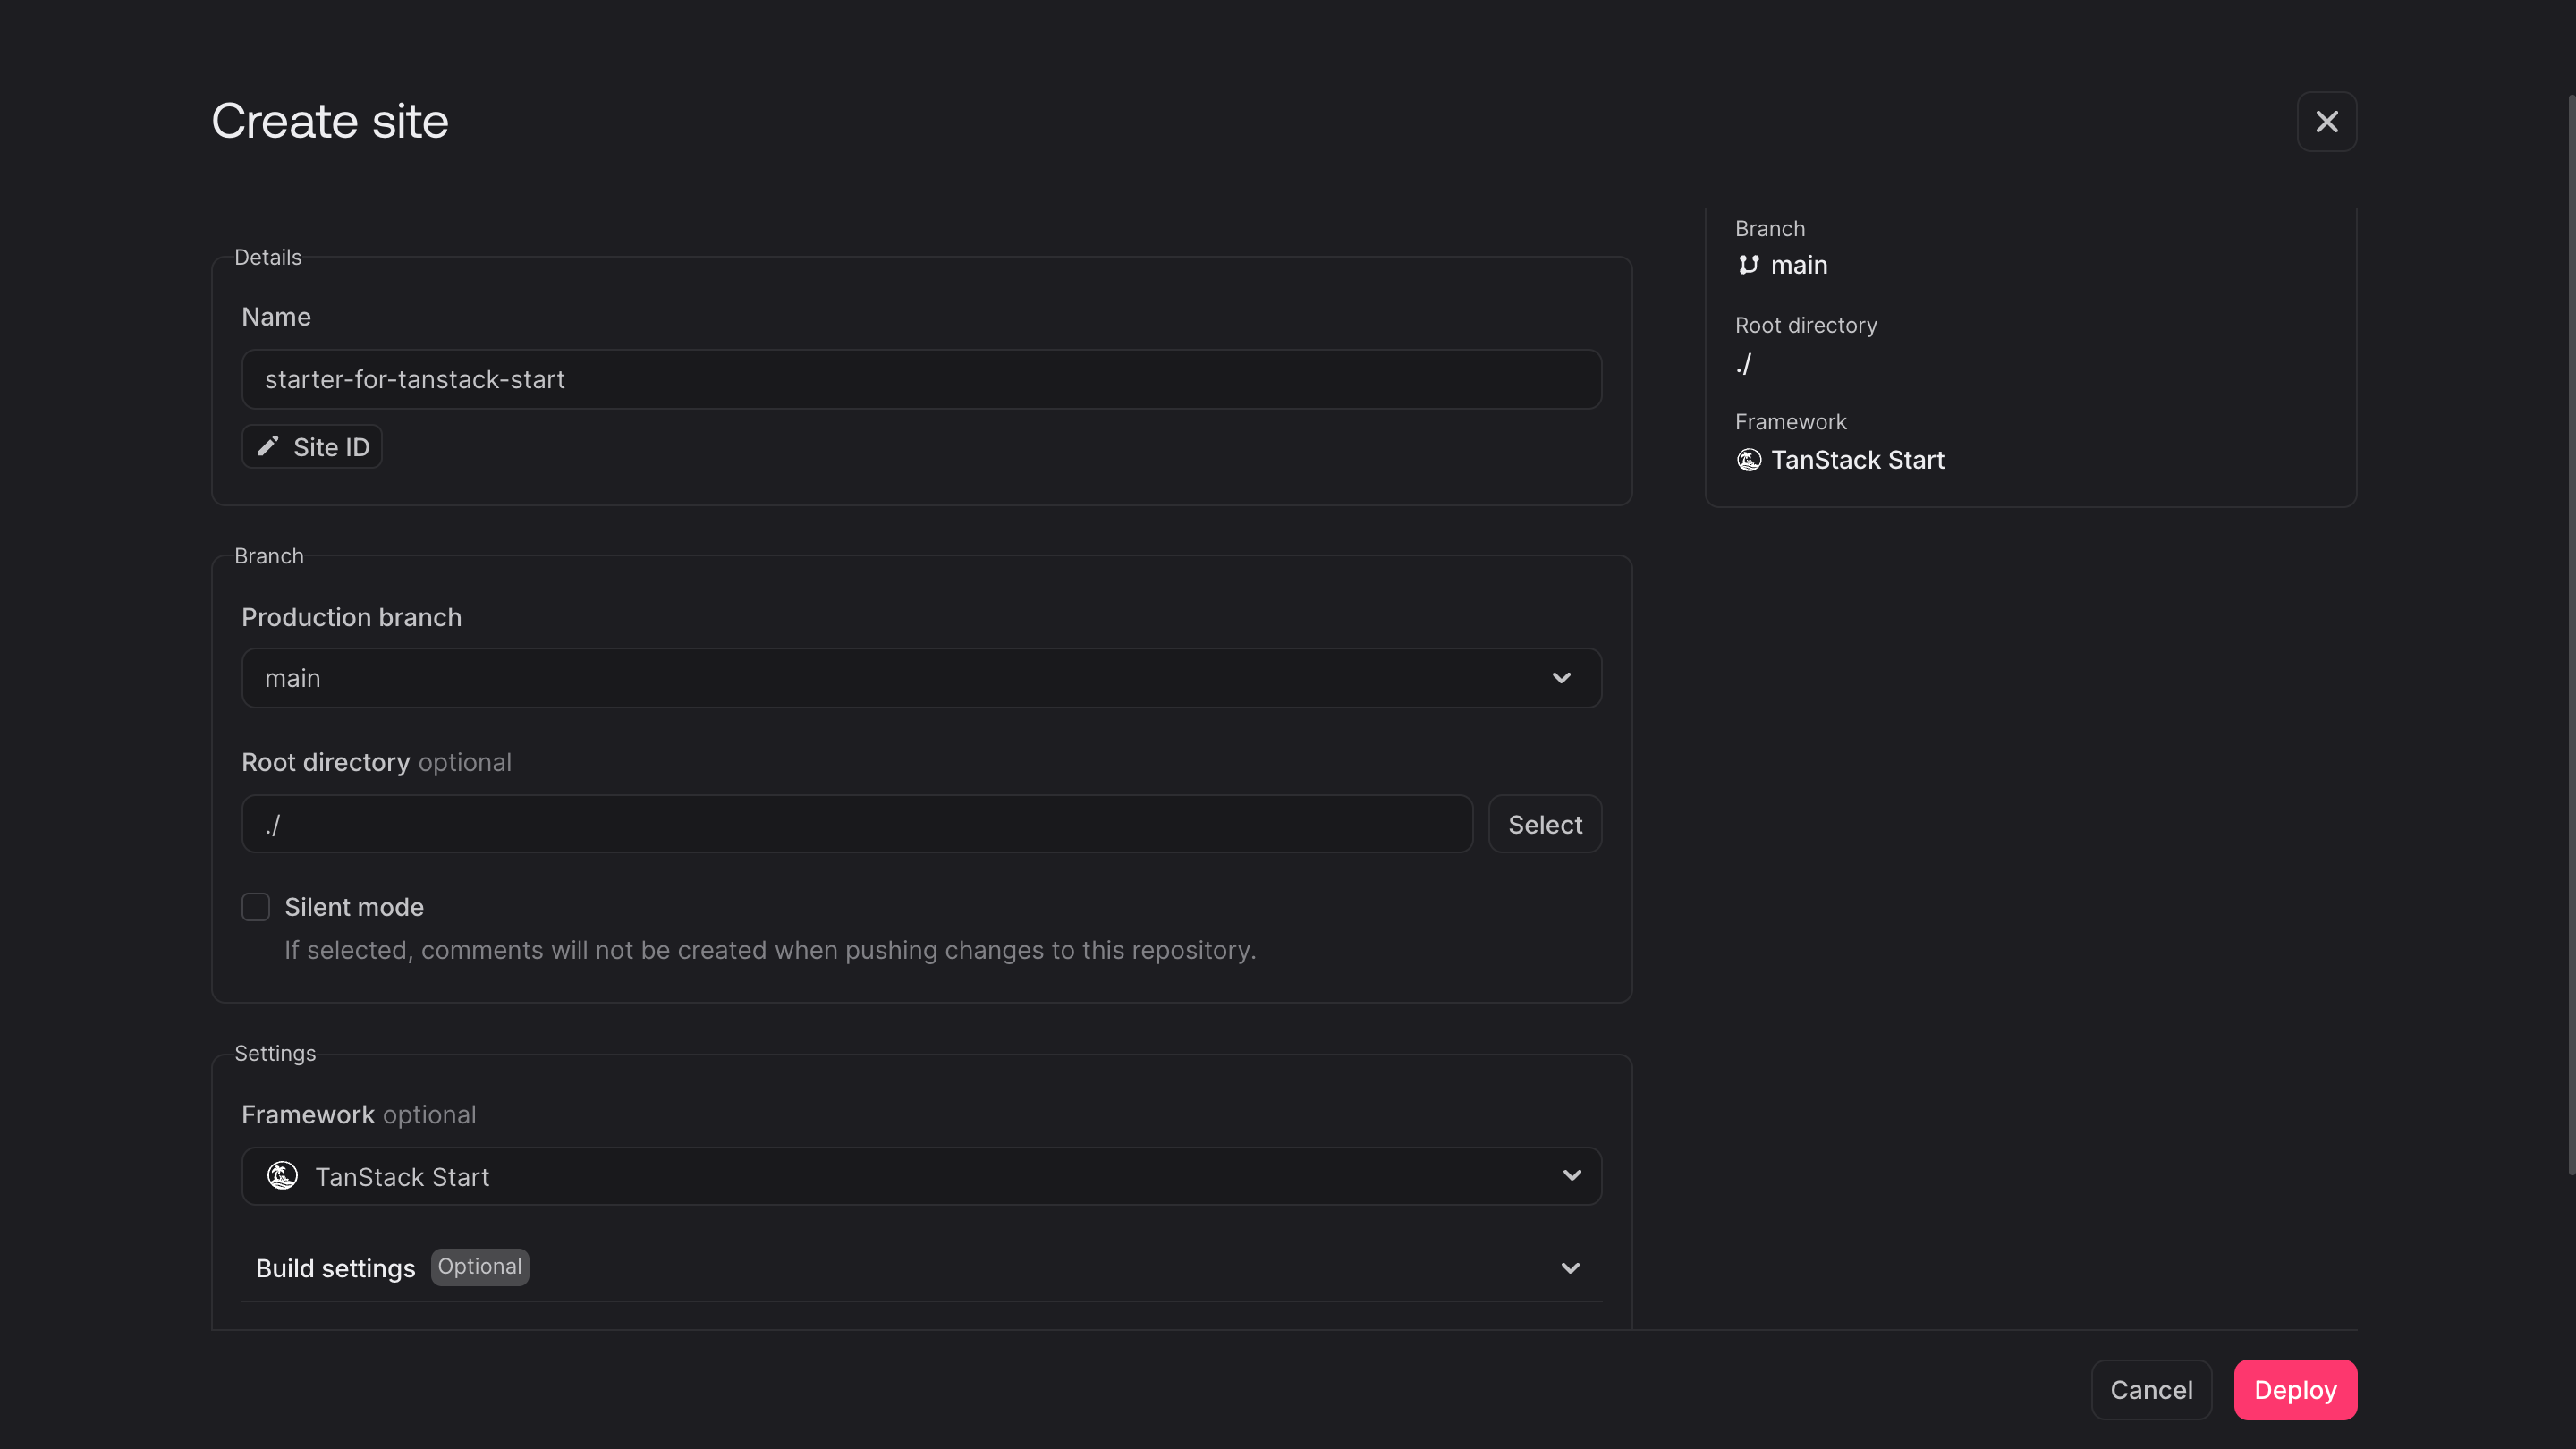 Create site
Details
Name
starter-for-tanstack-start
Site ID
Branch
Production branch
main
Root directory optional
./
Select
Silent mode
If selected, comments will not be created when pushing changes to this repository.
Settings
Framework optional
TanStack Start
Build settings Optional
Branch
main
Root directory
./
Framework
TanStack Start
Cancel
Deploy